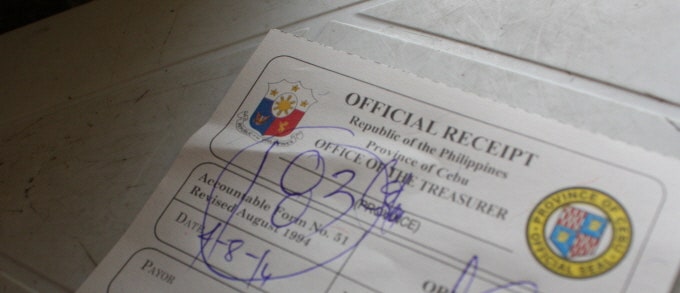 OFFICIAL RECEIPT
Republic of the Philippines
Province of Cebu
OFFICE OF THE TREASURER
(PROVINCE)
Accountable Form No. 51
Revised August 1994
DATE
4-8-14
PAYOR
PROVINCE OF CEBU
OFFICIAL SEAL